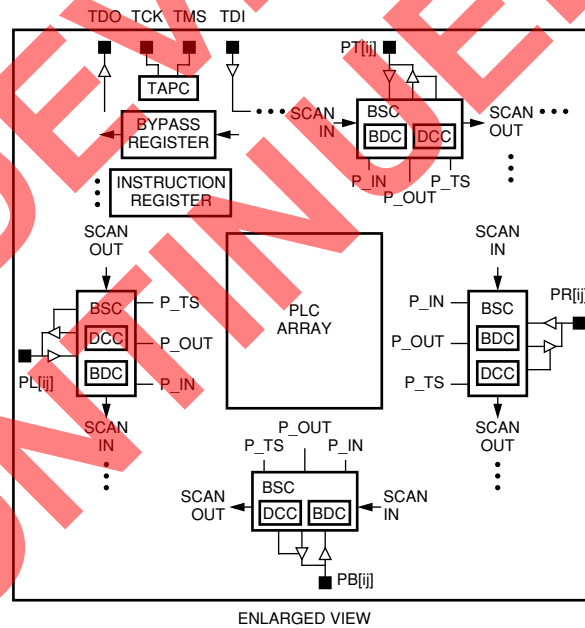 TDO TCK TMS TDI
PT[ij]
TAPC
SCAN IN
BSC
SCAN OUT
BDC DCC
BYPASS
REGISTER
P_IN P_TS
P_OUT
INSTRUCTION
REGISTER
SCAN
OUT
SCAN
IN
BSC
P_TS
DCC
P_OUT
BDC
P_IN
PL[ij]
SCAN
IN
PLC
ARRAY
P_IN
BSC
PR[ij]
P_OUT
BDC
P_TS
DCC
SCAN
OUT
P_OUT
P_TS P_IN
BSC
SCAN
OUT
DCC BDC
SCAN
IN
PB[ij]
ENLARGED VIEW